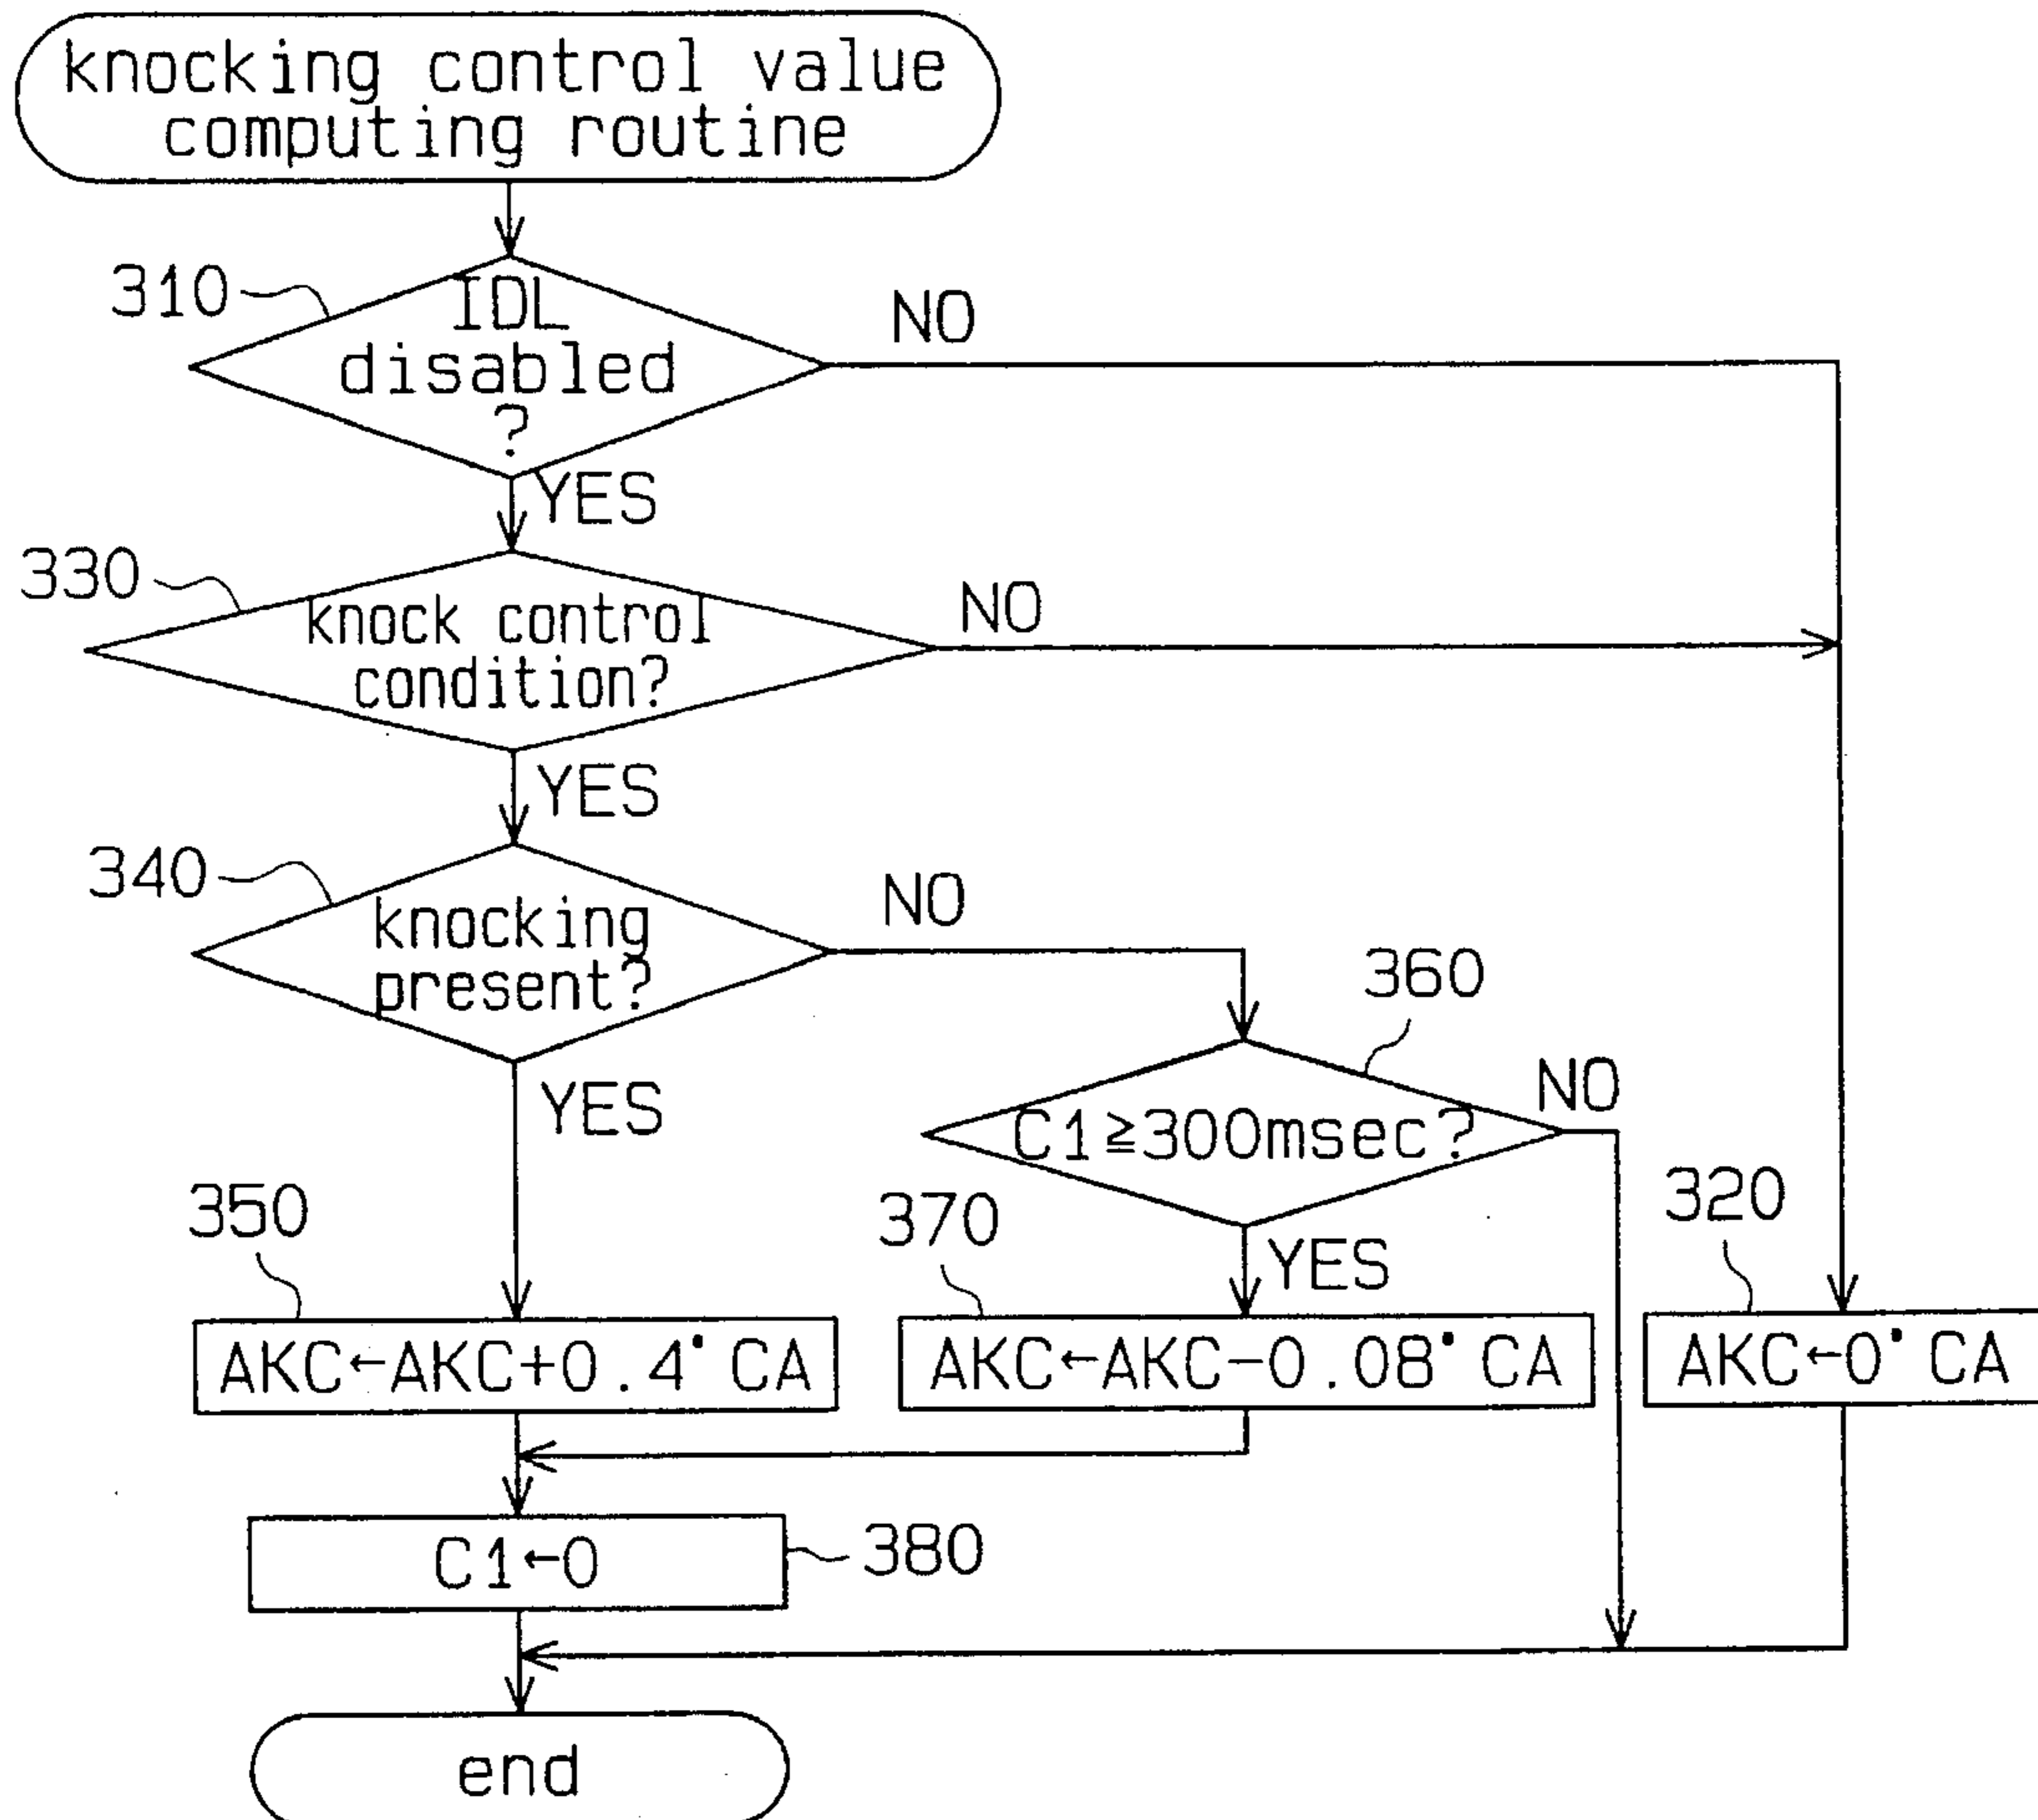 knocking control value
computing routine
310
IDL
disabled
?
NO
YES
330
knock control
condition?
NO
YES
340
knocking
present?
NO
YES
360
C1≧300msec?
NO
YES
350
AKC←AKC+0.4°CA
370
AKC←AKC−0.08°CA
320
AKC←0°CA
C1←0
380
end